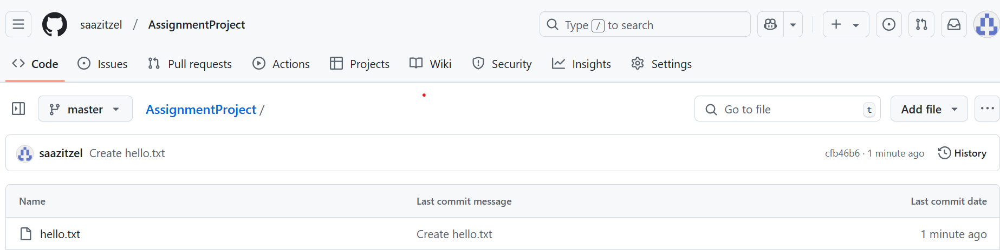 saazitzel / AssignmentProject
Type / to search
Code Issues Pull requests Actions Projects Wiki Security Insights Settings
master AssignmentProject / Go to file t Add file ...
saazitzel Create hello.txt cfb46b6 · 1 minute ago History
Name Last commit message Last commit date
hello.txt Create hello.txt 1 minute ago